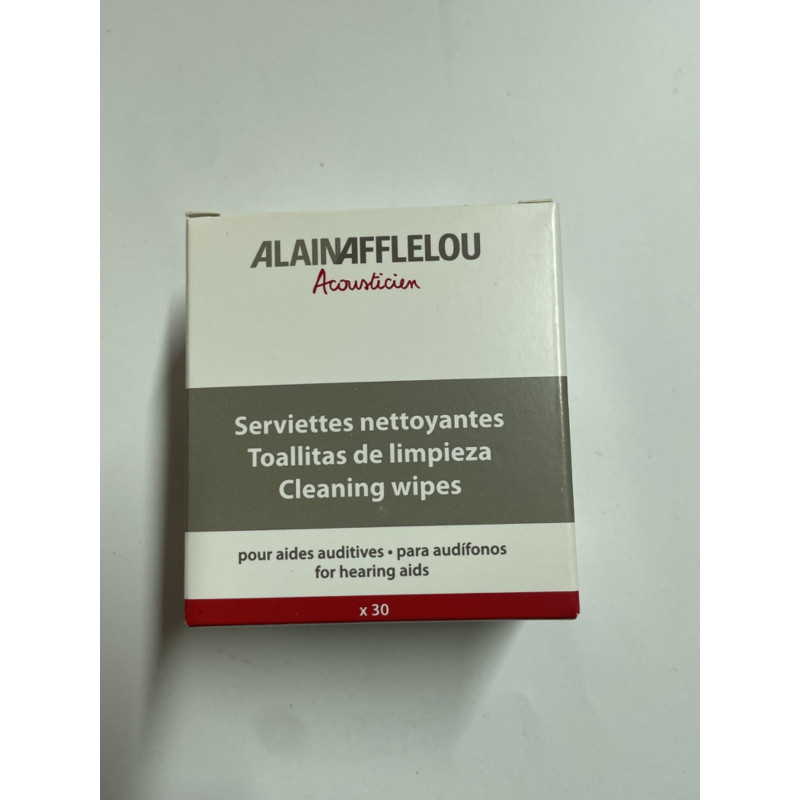 ALAINAFFLELOU
Acousticien
Serviettes nettoyantes
Toallitas de limpieza
Cleaning wipes
pour aides auditives • para audífonos
for hearing aids
x 30